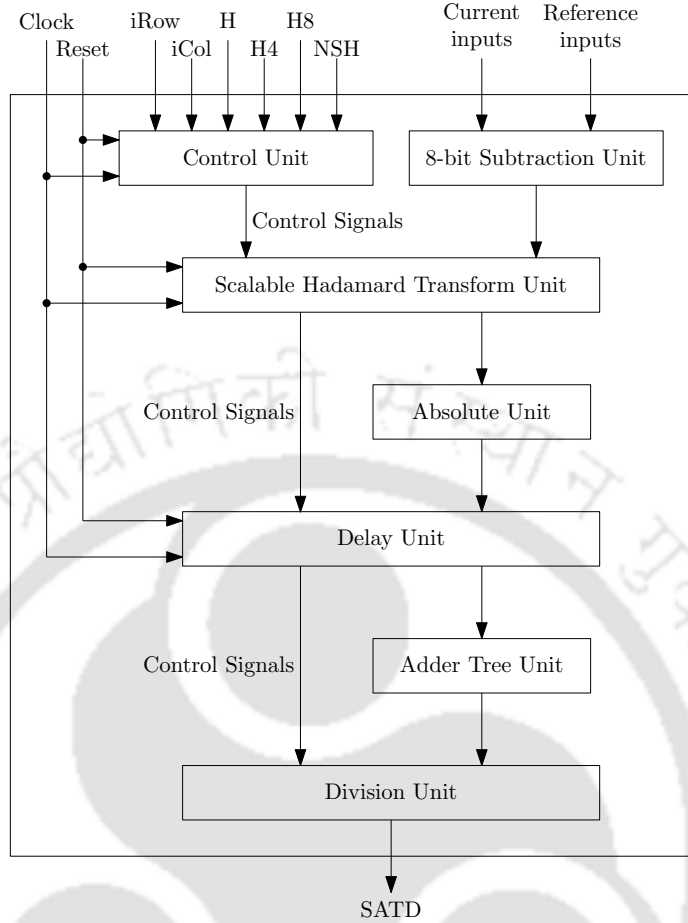 Clock
Reset
iRow
iCol
H
H4
H8
NSH
Current
inputs
Reference
inputs
Control Unit
8-bit Subtraction Unit
Control Signals
Scalable Hadamard Transform Unit
Control Signals
Absolute Unit
Delay Unit
Control Signals
Adder Tree Unit
Division Unit
SATD